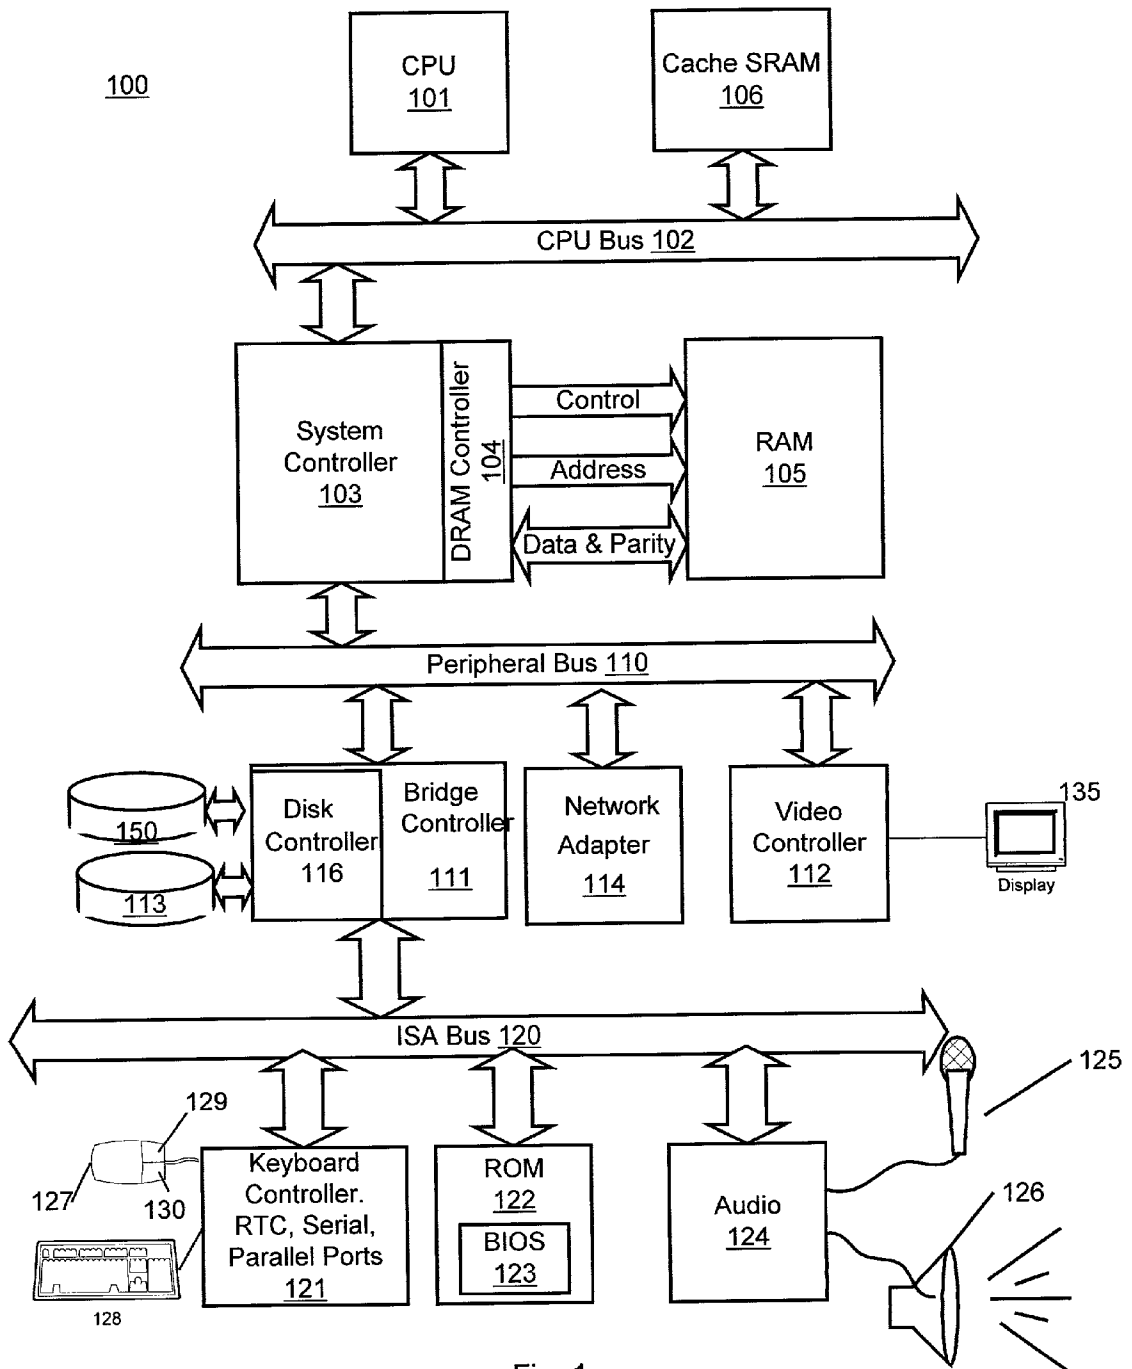 100
CPU
101
Cache SRAM
106
CPU Bus 102
System
Controller
103
DRAM Controller
104
Control
Address
Data & Parity
RAM
105
Peripheral Bus 110
150
113
Disk
Controller
116
Bridge
Controller
111
Network
Adapter
114
Video
Controller
112
135
Display
ISA Bus 120
129
127
130
128
Keyboard
Controller.
RTC, Serial,
Parallel Ports
121
ROM
122
BIOS
123
Audio
124
125
126